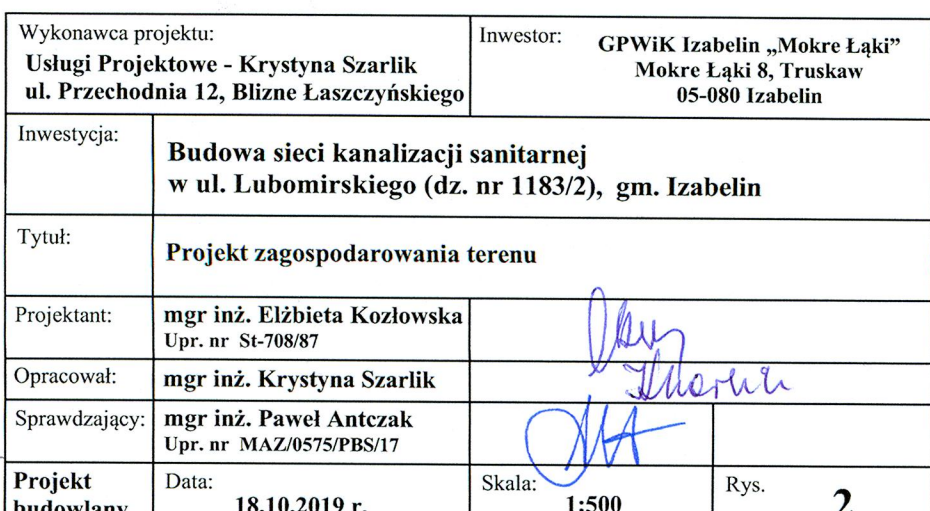 Wykonawca projektu:
Usługi Projektowe - Krystyna Szarlik
ul. Przechodnia 12, Blizne Łaszczyńskiego
Inwestor:
GPWiK Izabelin „Mokre Łąki”
Mokre Łąki 8, Truskaw
05-080 Izabelin
Inwestycja:
Budowa sieci kanalizacji sanitarnej
w ul. Lubomirskiego (dz. nr 1183/2), gm. Izabelin
Tytuł:
Projekt zagospodarowania terenu
Projektant:
mgr inż. Elżbieta Kozłowska
Upr. nr St-708/87
Opracował:
mgr inż. Krystyna Szarlik
Sprawdzający:
mgr inż. Paweł Antczak
Upr. nr MAZ/0575/PBS/17
Projekt
budowlany
Data:
18.10.2019 r.
Skala:
1:500
Rys.
2